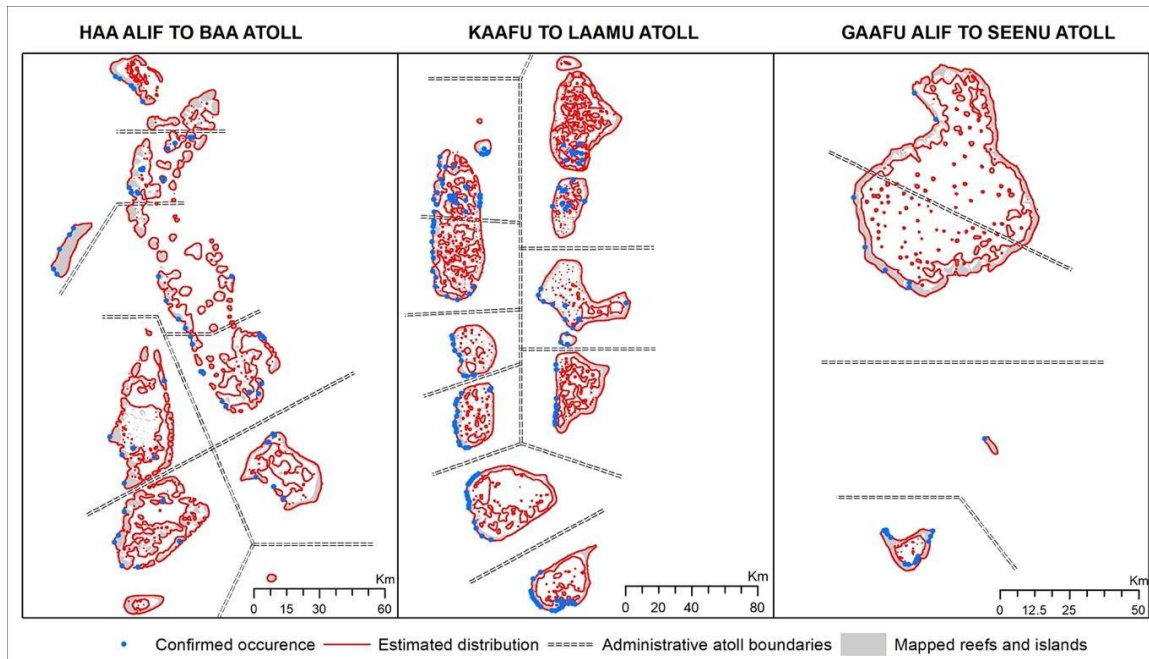 HAA ALIF TO BAA ATOLL
KAAFU TO LAAMU ATOLL
GAAFU ALIF TO SEENU ATOLL
Km
0 15 30 60
Km
0 20 40 80
Km
0 12.5 25 50
Confirmed occurence
Estimated distribution
Administrative atoll boundaries
Mapped reefs and islands